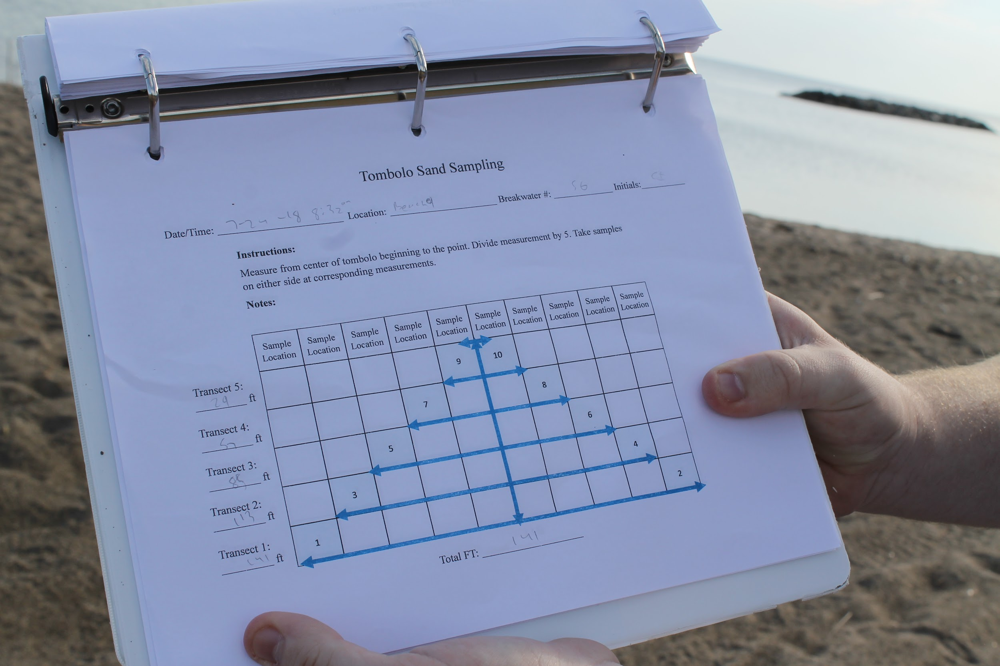 Tombolo Sand Sampling
Date/Time: 7-24-18 8:32am Location: Beach 9 Breakwater #: 56 Initials:
Instructions:
Measure from center of tombolo beginning to the point. Divide measurement by 5. Take samples
on either side at corresponding measurements.
Notes:
Sample Location Sample Location Sample Location Sample Location Sample Location Sample Location Sample Location Sample Location Sample Location Sample Location
Transect 5:
ft
9 10
Transect 4:
57 ft
7 8
Transect 3:
85 ft
5 6
Transect 2:
113 ft
3 4
Transect 1:
141 ft
1 2
Total FT: 141